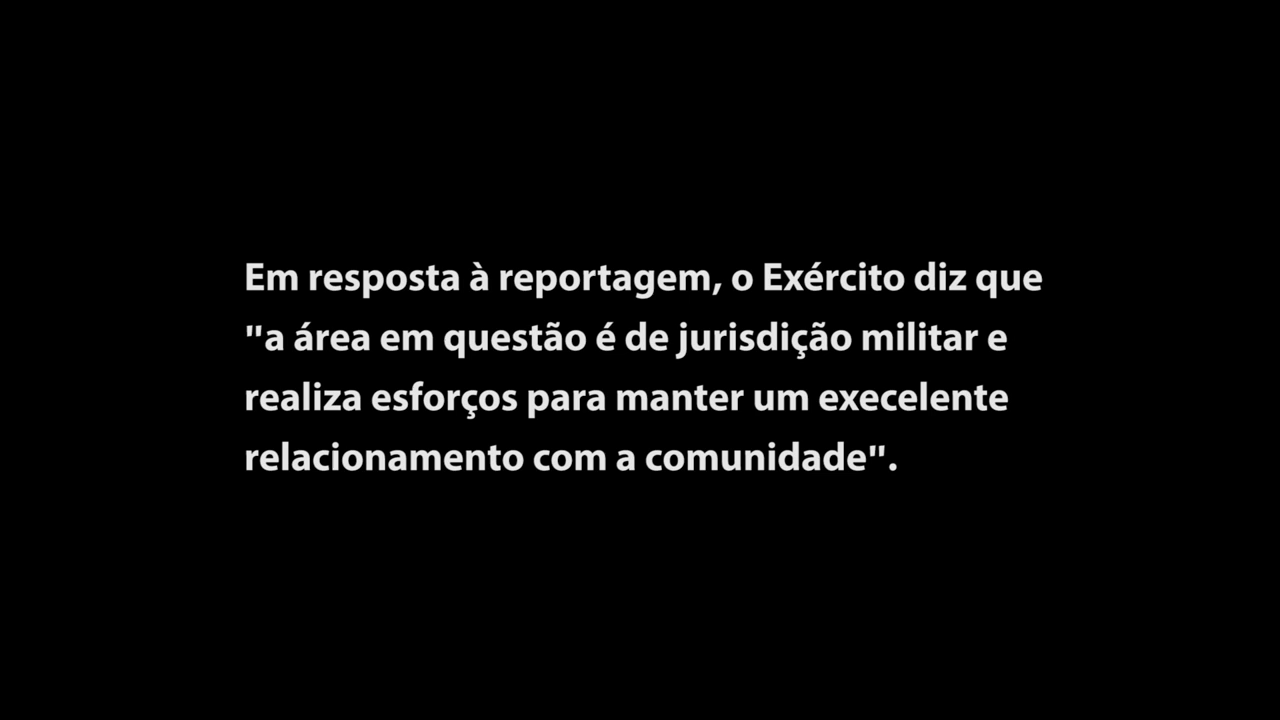 Em resposta à reportagem, o Exército diz que
"a área em questão é de jurisdição militar e
realiza esforços para manter um execelente
relacionamento com a comunidade".